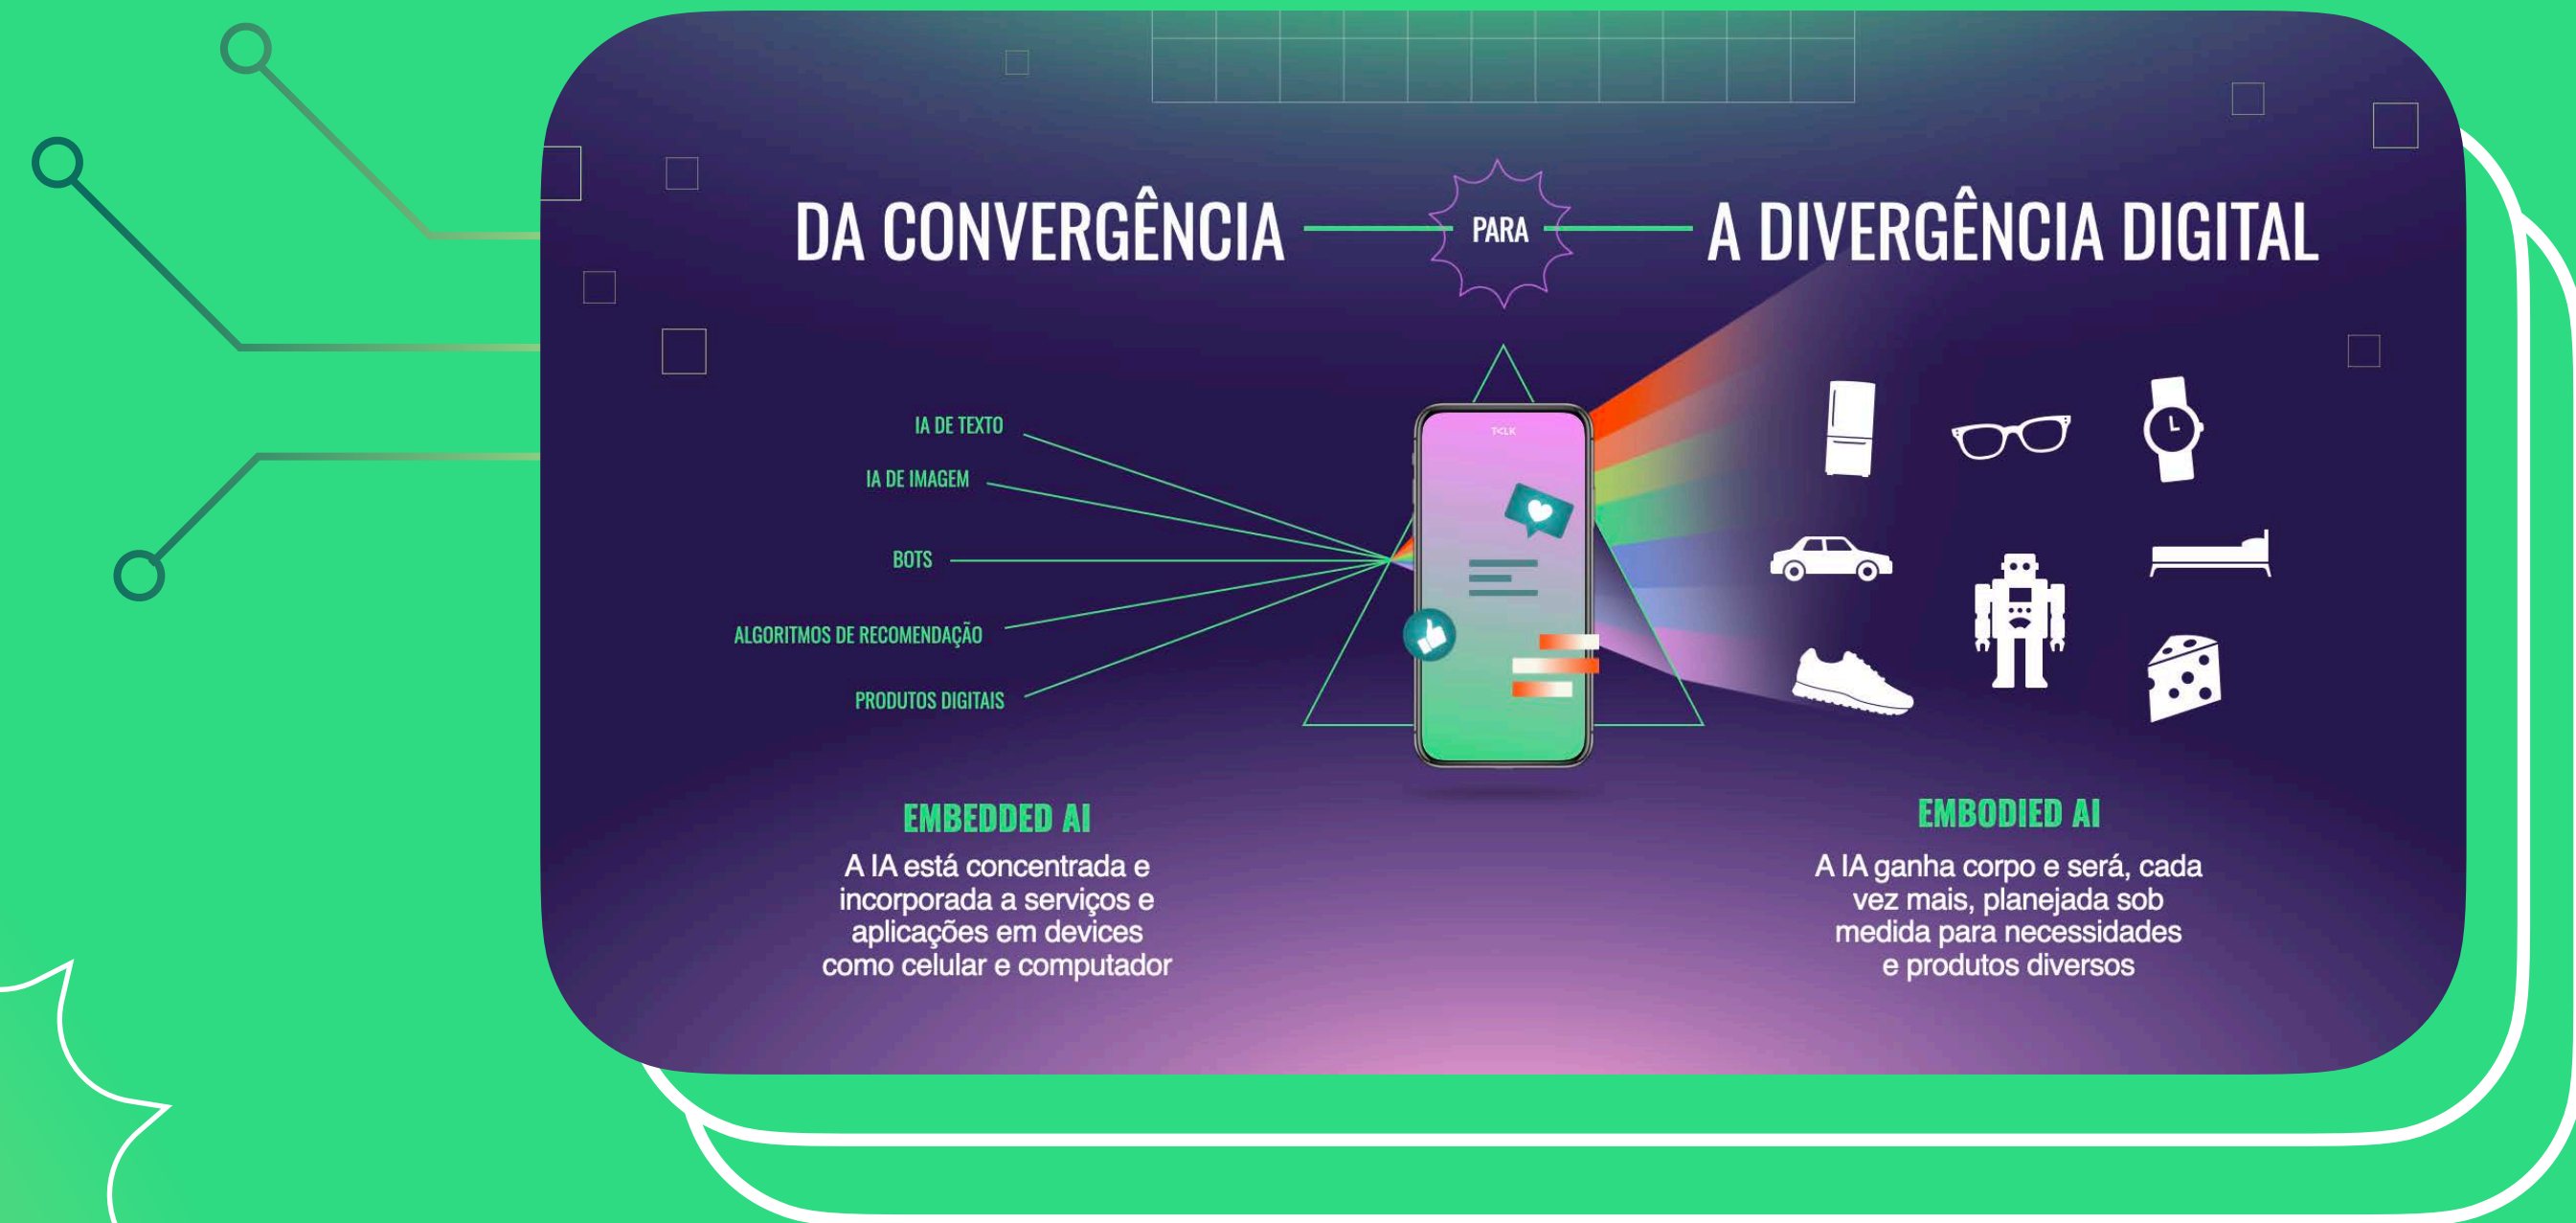 DA CONVERGÊNCIA PARA A DIVERGÊNCIA DIGITAL
IA DE TEXTO
IA DE IMAGEM
BOTS
ALGORITMOS DE RECOMENDAÇÃO
PRODUTOS DIGITAIS
T<LK
EMBEDDED AI
A IA está concentrada e
incorporada a serviços e
aplicações em devices
como celular e computador
EMBODIED AI
A IA ganha corpo e será, cada
vez mais, planejada sob
medida para necessidades
e produtos diversos